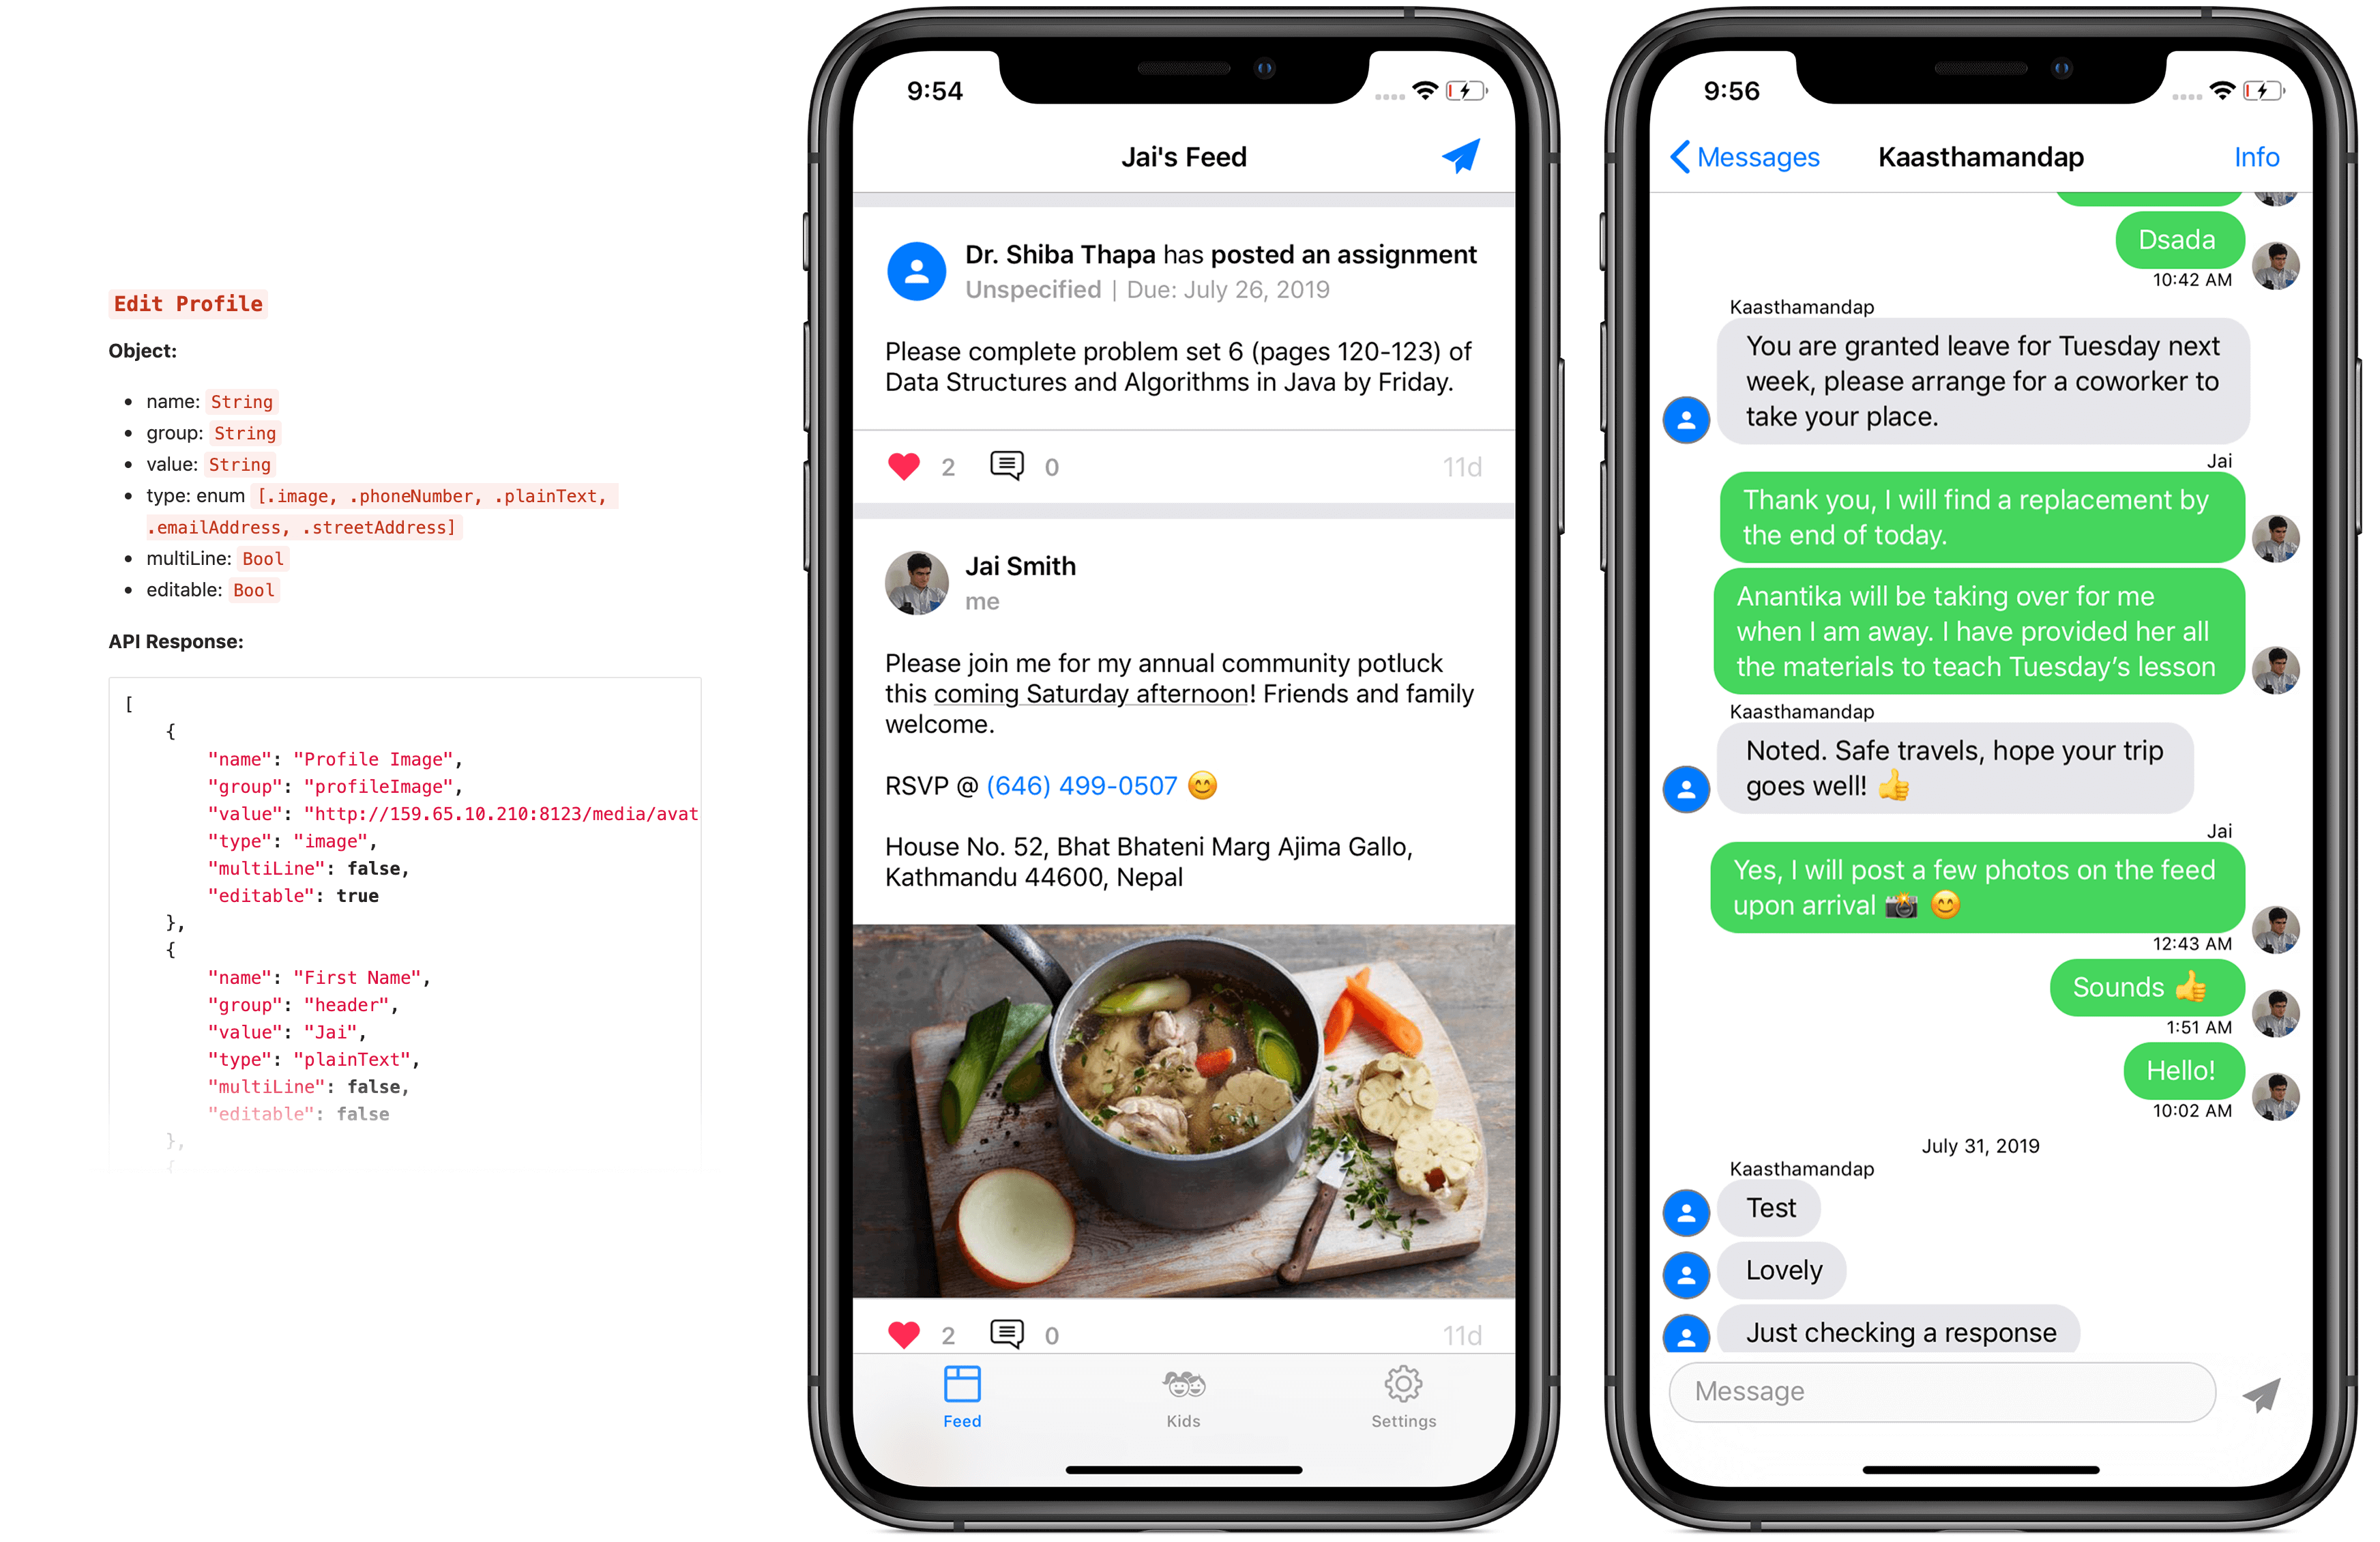 Edit Profile
Object:
• name: String
• group: String
• value: String
• type: enum [.image, .phoneNumber, .plainText,
.emailAddress, .streetAddress]
• multiLine: Bool
• editable: Bool
API Response:
[
{
"name": "Profile Image",
"group": "profileImage",
"value": "http://159.65.10.210:8123/media/avat
"type": "image",
"multiLine": false,
"editable": true
},
{
"name": "First Name",
"group": "header",
"value": "Jai",
"type": "plainText",
"multiLine": false,
"editable": false
},
{
9:54
Jai's Feed
Dr. Shiba Thapa has posted an assignment
Unspecified | Due: July 26, 2019
Please complete problem set 6 (pages 120-123) of
Data Structures and Algorithms in Java by Friday.
2 0 11d
Jai Smith
me
Please join me for my annual community potluck
this coming Saturday afternoon! Friends and family
welcome.
RSVP @ (646) 499-0507 😊
House No. 52, Bhat Bhateni Marg Ajima Gallo,
Kathmandu 44600, Nepal
2 0 11d
Feed Kids Settings
9:56
Messages Kaasthamandap Info
Dsada
10:42 AM
Kaasthamandap
You are granted leave for Tuesday next
week, please arrange for a coworker to
take your place.
Jai
Thank you, I will find a replacement by
the end of today.
Anantika will be taking over for me
when I am away. I have provided her all
the materials to teach Tuesday’s lesson
Kaasthamandap
Noted. Safe travels, hope your trip
goes well! 👍
Jai
Yes, I will post a few photos on the feed
upon arrival 📸 😊
12:43 AM
Sounds 👍
1:51 AM
Hello!
10:02 AM
July 31, 2019
Kaasthamandap
Test
Lovely
Just checking a response
Message